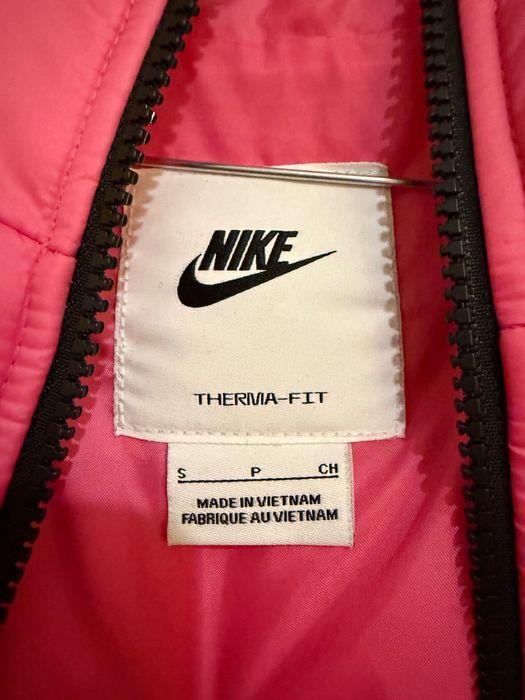 NIKE
THERMA-FIT
S P CH
MADE IN VIETNAM
FABRIQUE AU VIETNAM